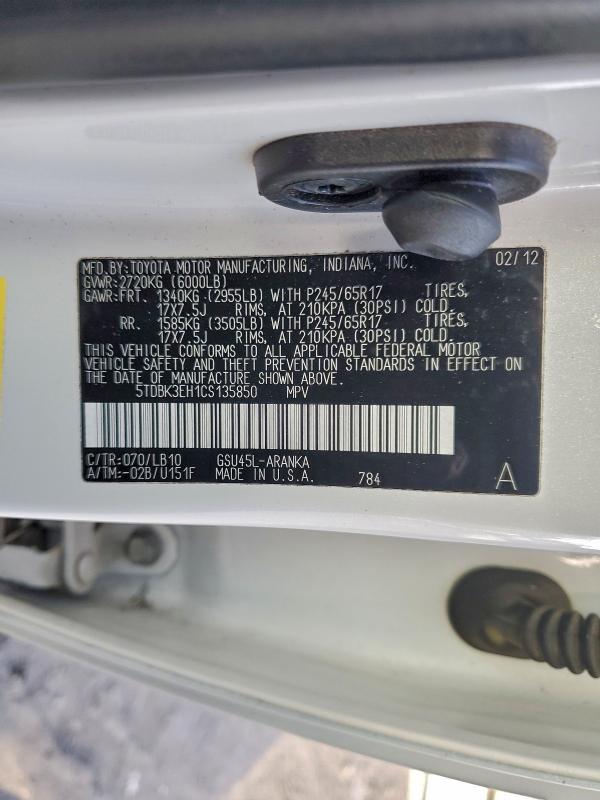 MFD.BY:TOYOTA MOTOR MANUFACTURING, INDIANA, INC. 02/12
GVWR:2720KG (6000LB)
GAWR:FRT. 1340KG (2955LB) WITH P245/65R17 TIRES,
17X7.5J RIMS, AT 210KPA (30PSI) COLD.
RR. 1585KG (3505LB) WITH P245/65R17 TIRES,
17X7.5J RIMS, AT 210KPA (30PSI) COLD.
THIS VEHICLE CONFORMS TO ALL APPLICABLE FEDERAL MOTOR
VEHICLE SAFETY AND THEFT PREVENTION STANDARDS IN EFFECT ON
THE DATE OF MANUFACTURE SHOWN ABOVE.
5TDBK3EH1CS135850 MPV
C/TR:070/LB10 GSU45L-ARANKA
A/TM:-02B/U151F MADE IN U.S.A. 784 A